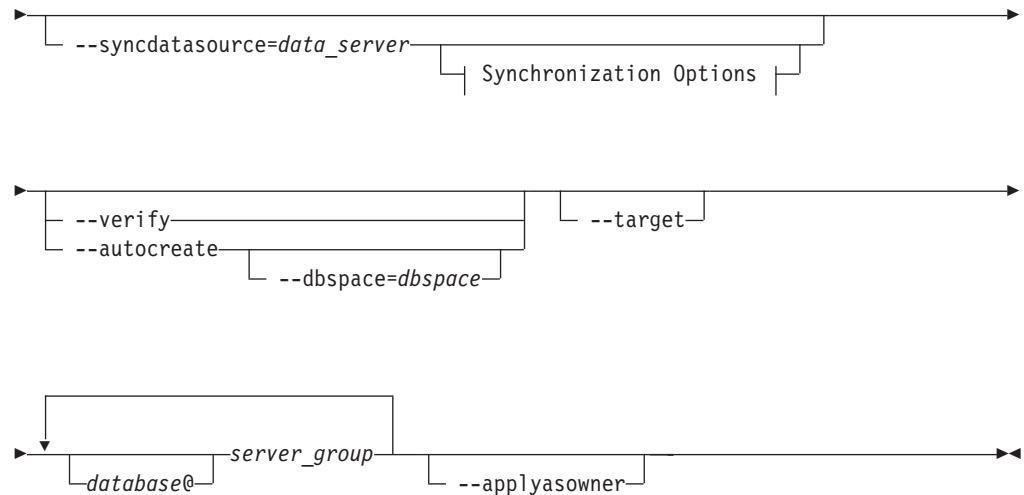 --syncdatasource=data_server
Synchronization Options
--verify
--target
--autocreate
--dbspace=dbspace
server_group
database@
--applyasowner